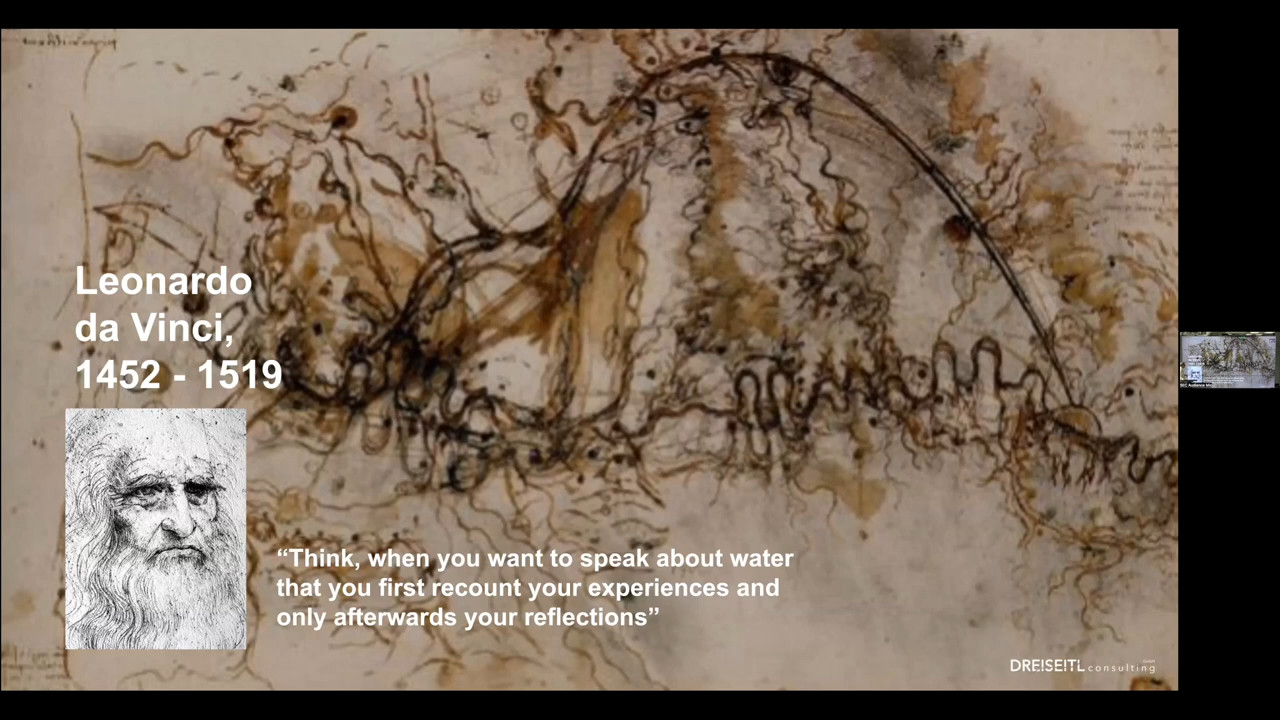 Leonardo
da Vinci,
1452 - 1519
“Think, when you want to speak about water
that you first recount your experiences and
only afterwards your reflections”
DREISEITL consulting